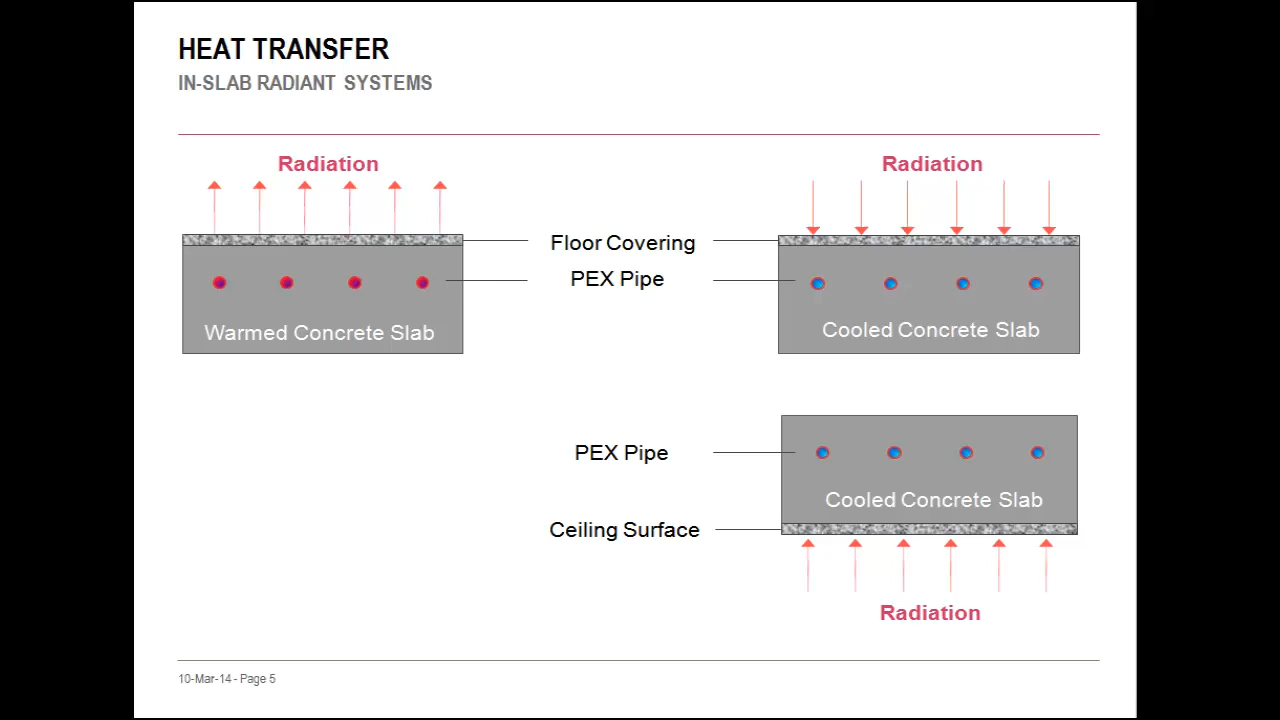 HEAT TRANSFER
IN-SLAB RADIANT SYSTEMS
Radiation
Radiation
Floor Covering
PEX Pipe
Warmed Concrete Slab
Cooled Concrete Slab
PEX Pipe
Cooled Concrete Slab
Ceiling Surface
Radiation
10-Mar-14 - Page 5